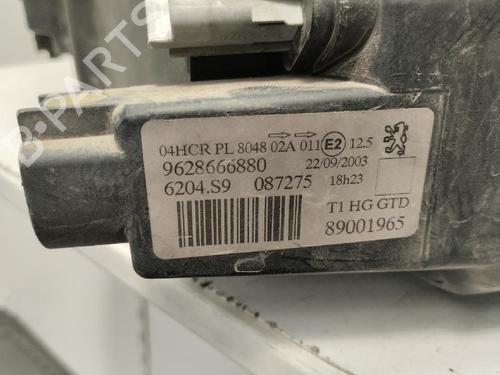 04HCR PL 8048 02A 011 E2 12.5
9628666880 22/09/2003
6204.S9 087275 18h23
T1 HG GTD
89001965
B-PARTS